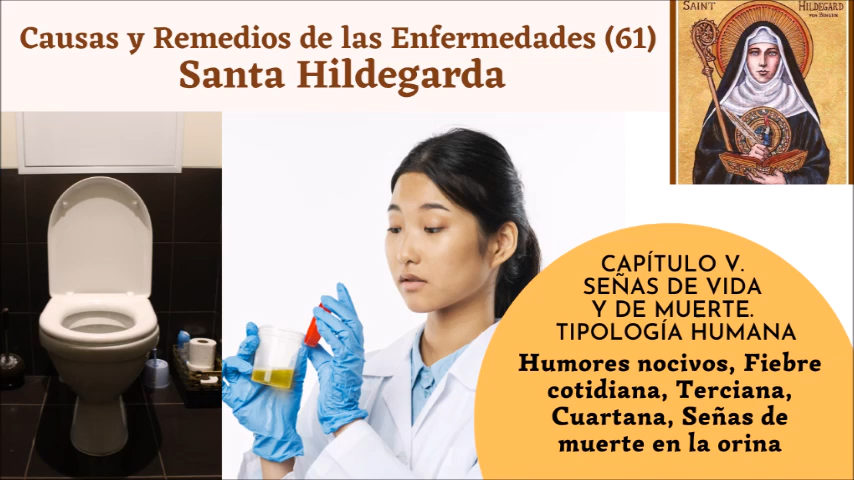 Causas y Remedios de las Enfermedades (61)
Santa Hildegarda
SAINT HILDEGARD
VON BINGEN
CAPÍTULO V.
SEÑAS DE VIDA
Y DE MUERTE.
TIPOLOGÍA HUMANA
Humores nocivos, Fiebre
cotidiana, Terciana,
Cuartana, Señas de
muerte en la orina